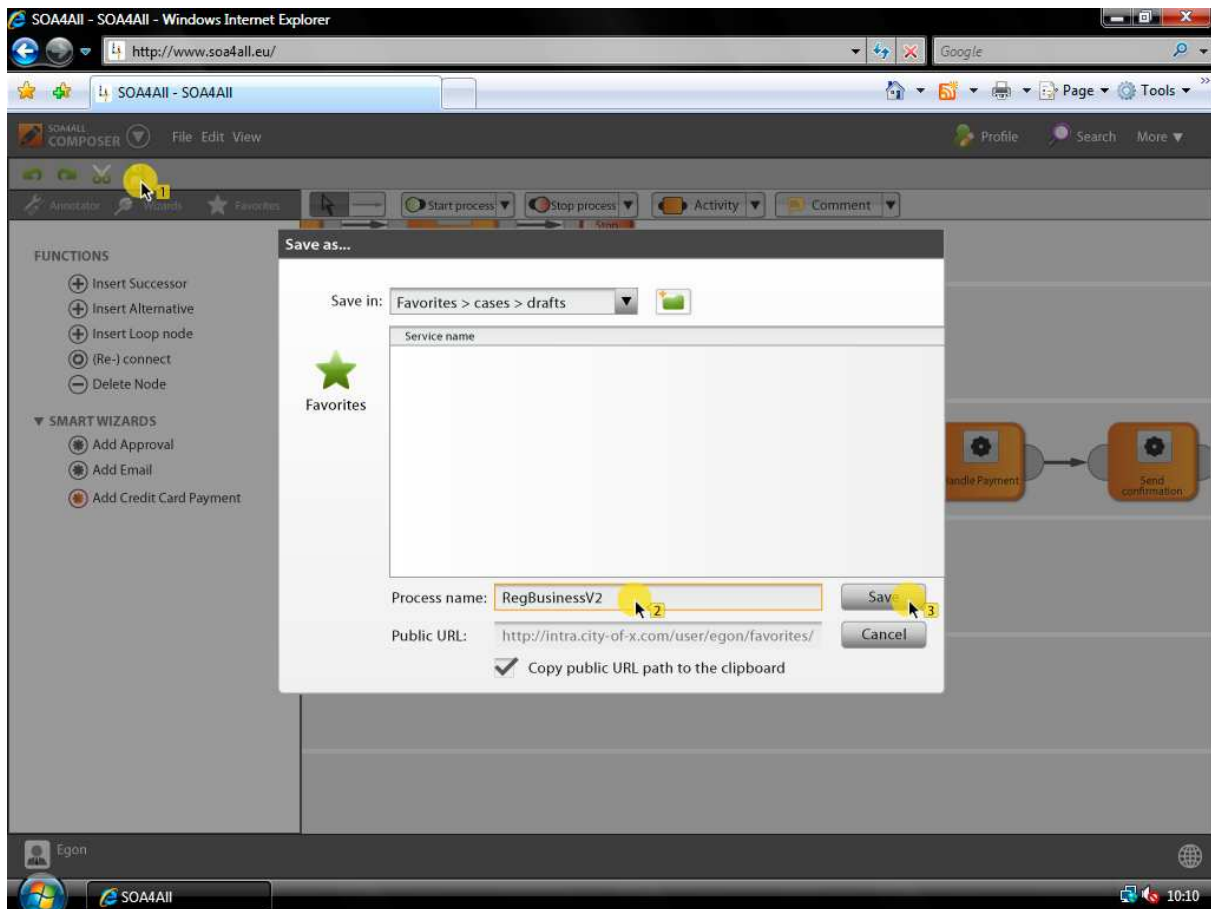 SOA4All - SOA4All - Windows Internet Explorer
http://www.soa4all.eu/
Google
SOA4All - SOA4All
Page
Tools
SOA4ALL
COMPOSER
File Edit View
Profile
Search
More
1
Annotator
Wizards
Favorites
Start process
Stop process
Activity
Comment
Stop
Save as...
FUNCTIONS
Insert Successor
Insert Alternative
Insert Loop node
(Re-) connect
Delete Node
SMART WIZARDS
Add Approval
Add Email
Add Credit Card Payment
Save in:
Favorites > cases > drafts
Service name
Favorites
Handle Payment
Send
confirmation
Process name:
RegBusinessV2
2
Save
3
Public URL:
http://intra.city-of-x.com/user/egon/favorites/
Cancel
Copy public URL path to the clipboard
Egon
SOA4All
10:10